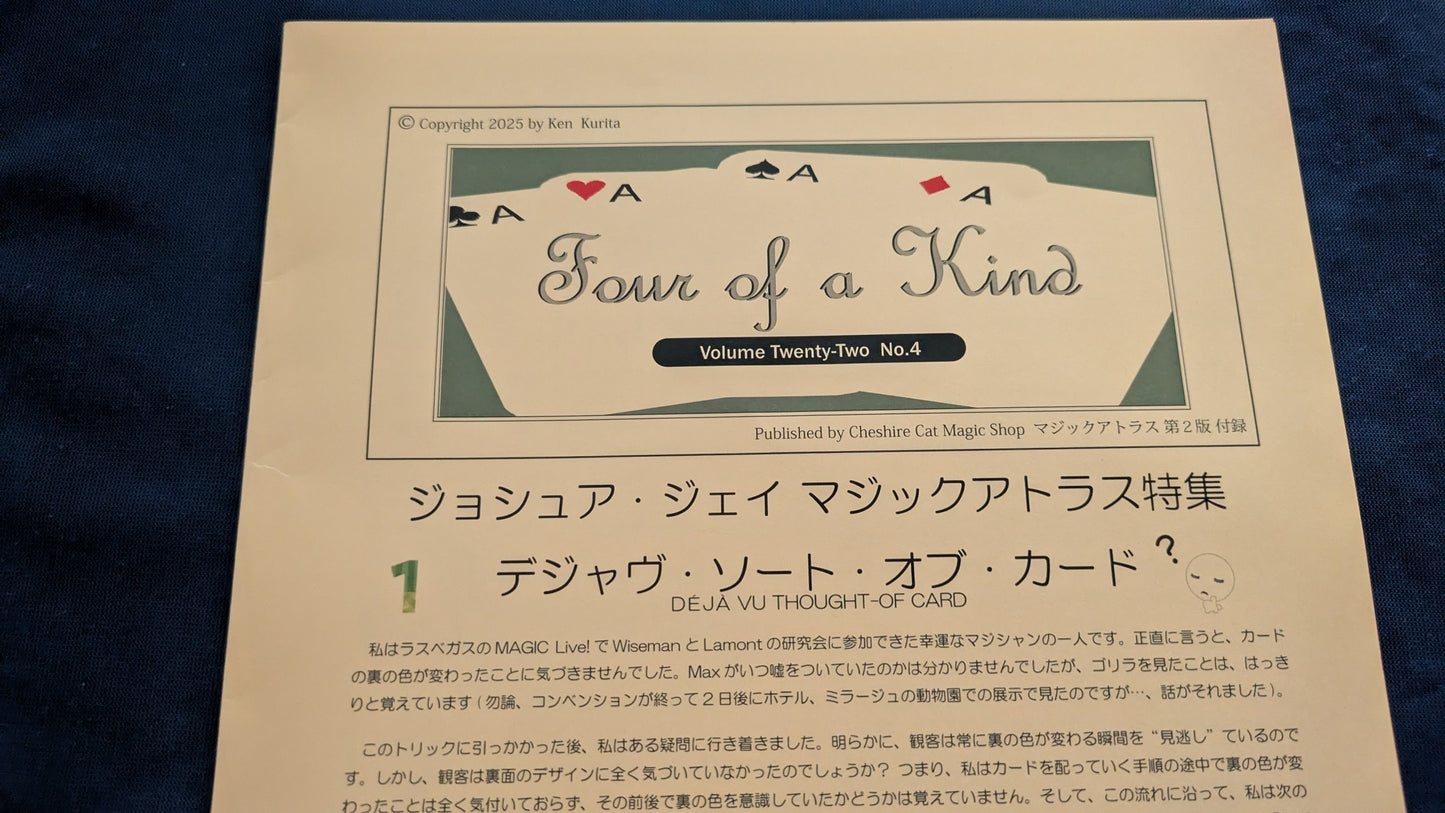 © Copyright 2025 by Ken Kurita
A
A
A
A
Four of a Kind
Volume Twenty-Two No.4
Published by Cheshire Cat Magic Shop マジックアトラス 第2版 付録
ジョシュア・ジェイ マジックアトラス特集
1 デジャヴ・ソート・オブ・カード ?
DÉJÀ VU THOUGHT-OF CARD
私はラスベガスのMAGIC Live!でWisemanとLamontの研究会に参加できた幸運なマジシャンの一人です。正直に言うと、カード
の裏の色が変わったことに気づきませんでした。Maxがいつ嘘をついていたのかは分かりませんでしたが、ゴリラを見たことは、はっき
りと覚えています(勿論、コンベンションが終って2日後にホテル、ミラージュの動物園での展示で見たのですが…、話がそれました)。
このトリックに引っかかった後、私はある疑問に行き着きました。明らかに、観客は常に裏の色が変わる瞬間を“見逃し”ているので
す。しかし、観客は裏面のデザインに全く気づいていなかったのでしょうか? つまり、私はカードを配っていく手順の途中で裏の色が変
わったことは全く気付いておらず、その前後で裏の色を意識していたかどうかは覚えていません。そして、この流れに沿って、私は次の